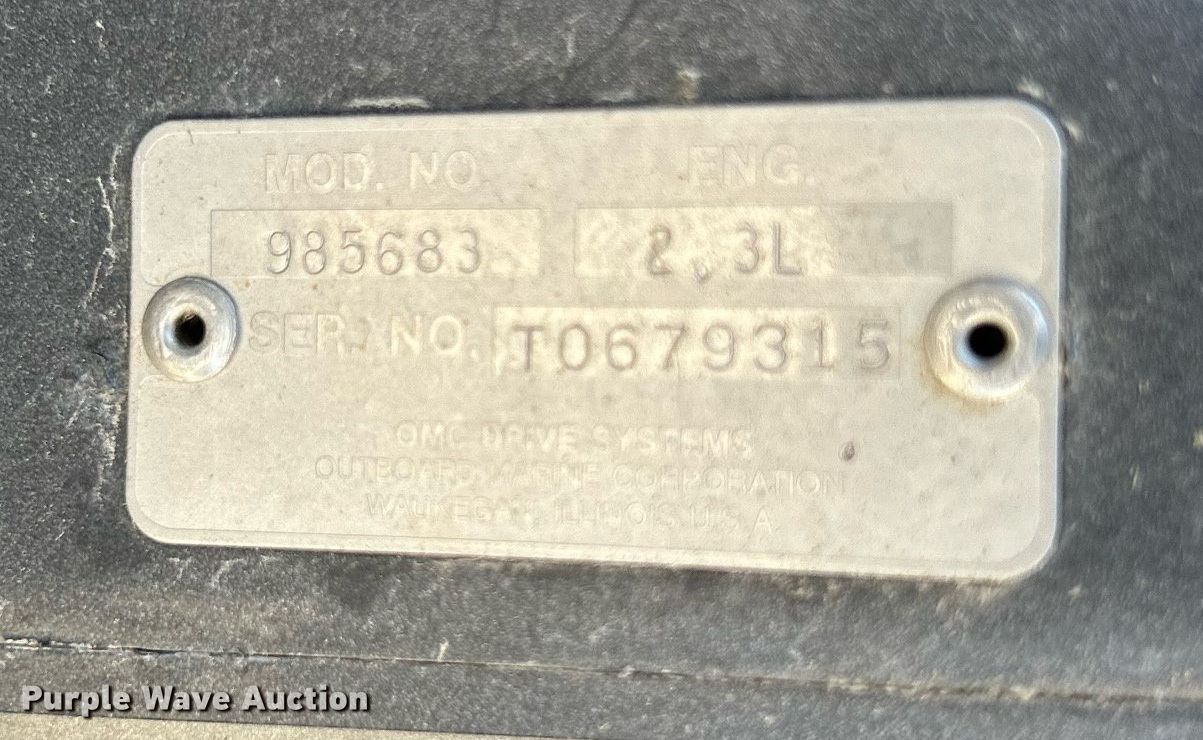 MOD. NO ENG.
985683 2.3L
SER. NO. T0679315
OMC DRIVE SYSTEMS
OUTBOARD MARINE CORPORATION
WAUKEGAN, ILLINOIS U.S.A.
Purple Wave Auction